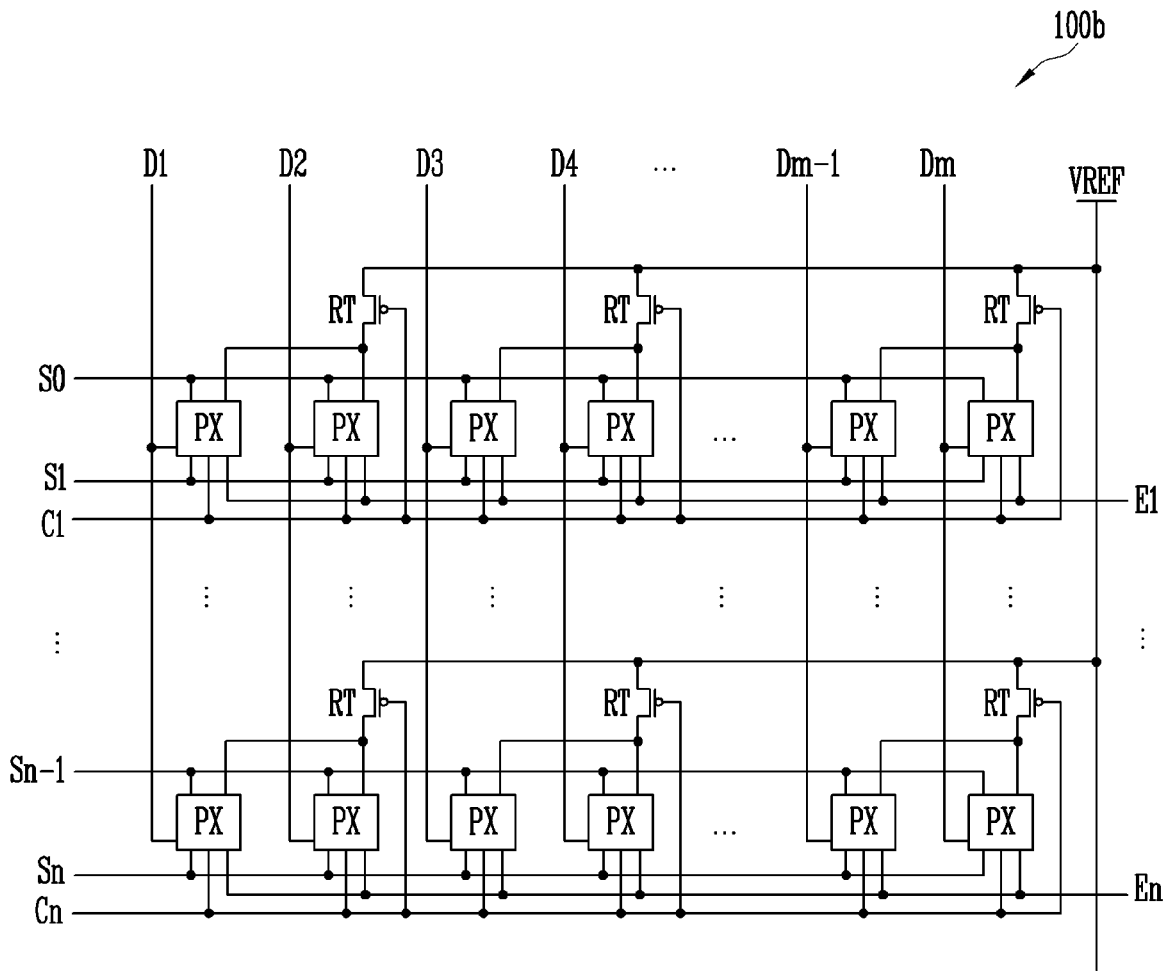 100b
D1 D2 D3 D4 ... Dm-1 Dm VREF
RT RT RT
S0
PX PX PX PX ... PX PX
S1
E1
C1
RT RT RT
Sn-1
PX PX PX PX ... PX PX
Sn
En
Cn